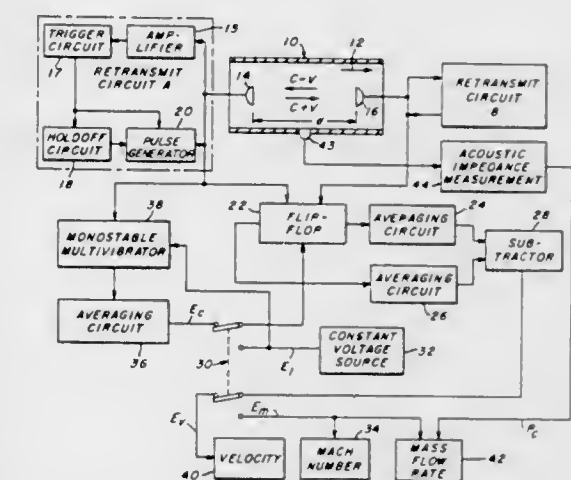 20
15
TRIGGER CIRCUIT
AMP-LIFIER
17
RETRANSMIT CIRCUIT A
20
HOLDOFF CIRCUIT
PULSE GENERATOR
18
10
12
14
C-V
C+V
d
16
43
RETRANSMIT CIRCUIT B
ACOUSTIC IMPEDANCE MEASUREMENT
44
38
MONOSTABLE MULTIVIBRATOR
22
FLIP-FLOP
24
AVERAGING CIRCUIT
28
SUB-TRACTOR
AVERAGING CIRCUIT
26
AVERAGING CIRCUIT
36
Ec
30
E1
CONSTANT VOLTAGE SOURCE
32
Ev
Em
Pc
VELOCITY
40
34
MACH NUMBER
MASS FLOW RATE
42